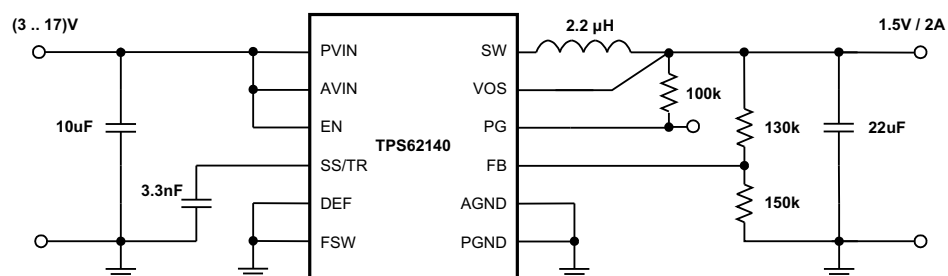 (3 .. 17)V
2.2 µH
1.5V / 2A
PVIN
SW
AVIN
VOS
100k
10uF
EN
PG
130k
22uF
TPS62140
SS/TR
FB
3.3nF
DEF
AGND
150k
FSW
PGND